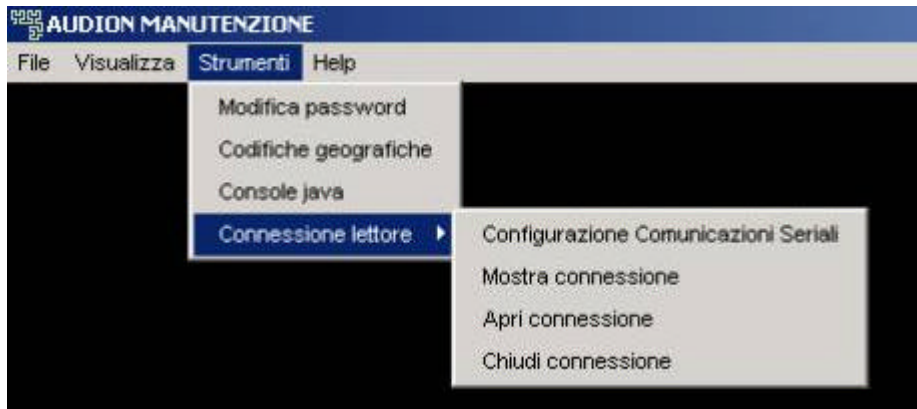 AUDION MANUTENZIONE
File Visualizza Strumenti Help
Modifica password
Codifiche geografiche
Console java
Connessione lettore
Configurazione Comunicazioni Seriali
Mostra connessione
Apri connessione
Chiudi connessione